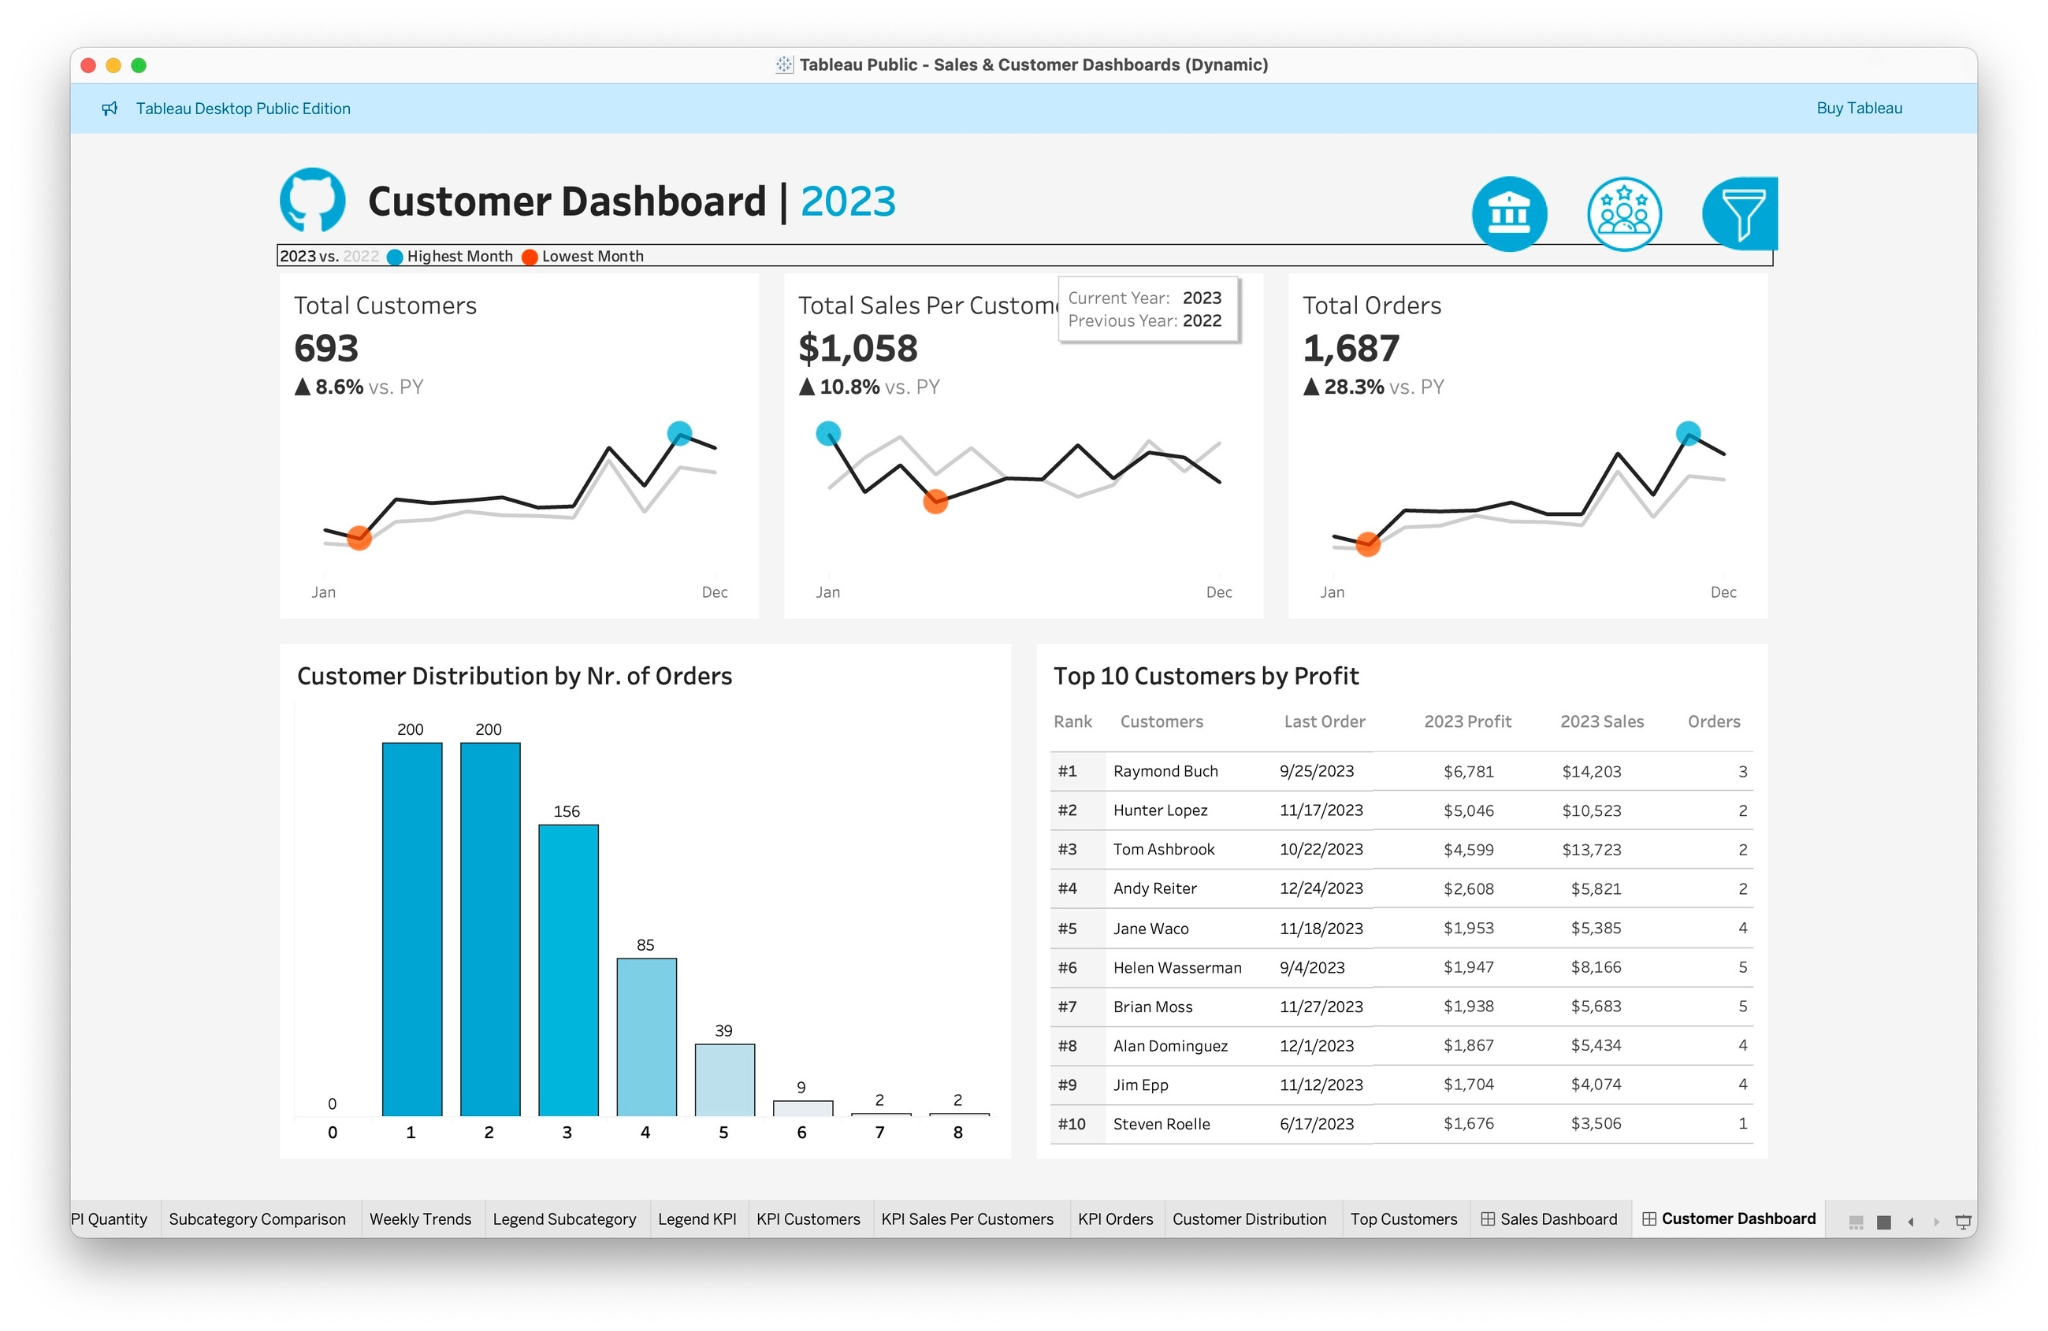 Tableau Public - Sales & Customer Dashboards (Dynamic)
Tableau Desktop Public Edition
Buy Tableau
Customer Dashboard | 2023
2023 vs. 2022 Highest Month Lowest Month
Total Customers
693
▲ 8.6% vs. PY
Jan
Dec
Total Sales Per Custome
$1,058
▲ 10.8% vs. PY
Jan
Dec
Current Year: 2023
Previous Year: 2022
Total Orders
1,687
▲ 28.3% vs. PY
Jan
Dec
Customer Distribution by Nr. of Orders
0 200 200 156 85 39 9 2 2
0 1 2 3 4 5 6 7 8
Top 10 Customers by Profit
Rank Customers Last Order 2023 Profit 2023 Sales Orders
#1 Raymond Buch 9/25/2023 $6,781 $14,203 3
#2 Hunter Lopez 11/17/2023 $5,046 $10,523 2
#3 Tom Ashbrook 10/22/2023 $4,599 $13,723 2
#4 Andy Reiter 12/24/2023 $2,608 $5,821 2
#5 Jane Waco 11/18/2023 $1,953 $5,385 4
#6 Helen Wasserman 9/4/2023 $1,947 $8,166 5
#7 Brian Moss 11/27/2023 $1,938 $5,683 5
#8 Alan Dominguez 12/1/2023 $1,867 $5,434 4
#9 Jim Epp 11/12/2023 $1,704 $4,074 4
#10 Steven Roelle 6/17/2023 $1,676 $3,506 1
PI Quantity Subcategory Comparison Weekly Trends Legend Subcategory Legend KPI KPI Customers KPI Sales Per Customers KPI Orders Customer Distribution Top Customers Sales Dashboard Customer Dashboard